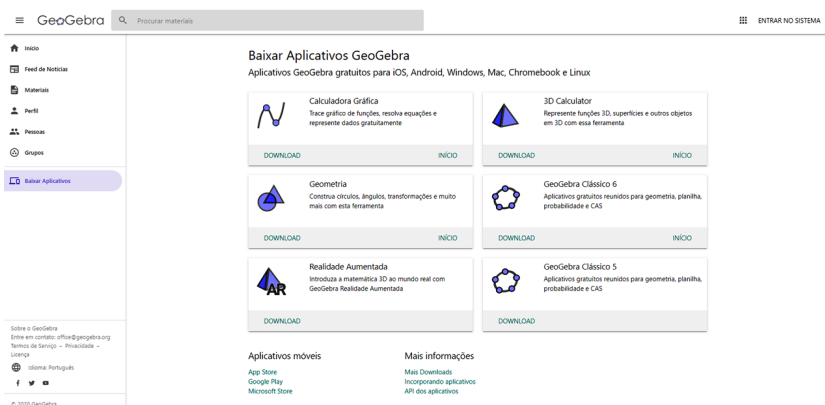 GeoGebra
Procurar materiais
ENTRAR NO SISTEMA
Início
Feed de Notícias
Materiais
Perfil
Pessoas
Grupos
Baixar Aplicativos
Sobre o GeoGebra
Entre em contato: office@geogebra.org
Termos de Serviço – Privacidade –
Licença
Idioma: Português
© 2020 GeoGebra
Baixar Aplicativos GeoGebra
Aplicativos GeoGebra gratuitos para iOS, Android, Windows, Mac, Chromebook e Linux
Calculadora Gráfica
Trace gráfico de funções, resolva equações e
represente dados gratuitamente
DOWNLOAD INÍCIO
3D Calculator
Represente funções 3D, superfícies e outros objetos
em 3D com essa ferramenta
DOWNLOAD INÍCIO
Geometria
Construa círculos, ângulos, transformações e muito
mais com esta ferramenta
DOWNLOAD INÍCIO
GeoGebra Clássico 6
Aplicativos gratuitos reunidos para geometria, planilha,
probabilidade e CAS
DOWNLOAD INÍCIO
AR
Realidade Aumentada
Introduza a matemática 3D ao mundo real com
GeoGebra Realidade Aumentada
DOWNLOAD
GeoGebra Clássico 5
Aplicativos gratuitos reunidos para geometria, planilha,
probabilidade e CAS
DOWNLOAD
Aplicativos móveis
App Store
Google Play
Microsoft Store
Mais informações
Mais Downloads
Incorporando aplicativos
API dos aplicativos